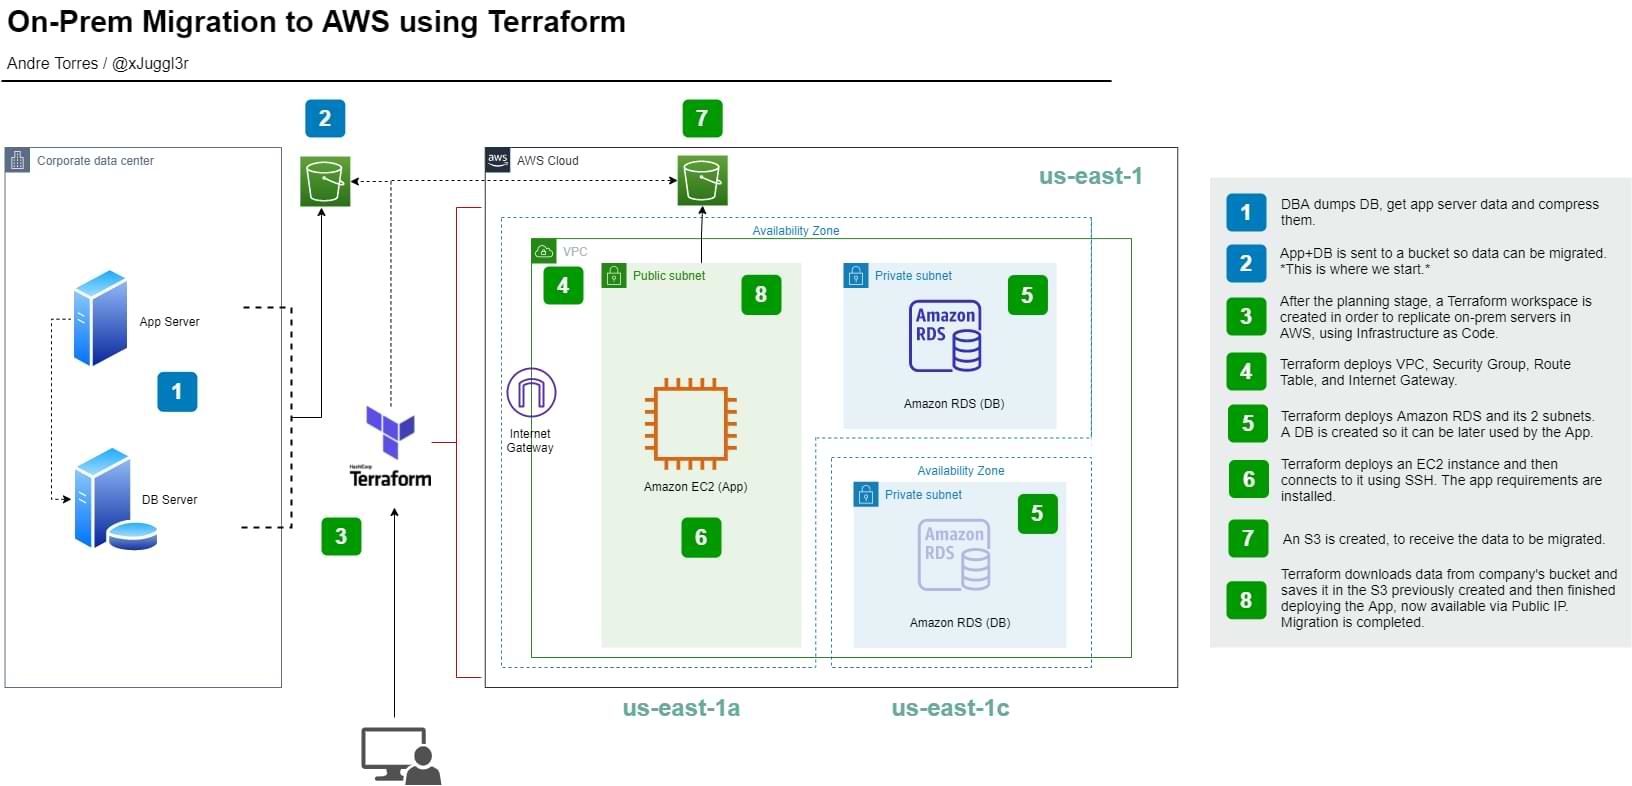 On-Prem Migration to AWS using Terraform
Andre Torres / @xJuggl3r
2
7
Corporate data center
aws
AWS Cloud
us-east-1
Availability Zone
VPC
4
Public subnet
8
Private subnet
5
Amazon
RDS
Amazon RDS (DB)
App Server
1
Internet
Gateway
Amazon EC2 (App)
6
HashiCorp
Terraform
3
DB Server
Availability Zone
Private subnet
5
Amazon
RDS
Amazon RDS (DB)
us-east-1a
us-east-1c
1
DBA dumps DB, get app server data and compress
them.
2
App+DB is sent to a bucket so data can be migrated.
*This is where we start.*
3
After the planning stage, a Terraform workspace is
created in order to replicate on-prem servers in
AWS, using Infrastructure as Code.
4
Terraform deploys VPC, Security Group, Route
Table, and Internet Gateway.
5
Terraform deploys Amazon RDS and its 2 subnets.
A DB is created so it can be later used by the App.
6
Terraform deploys an EC2 instance and then
connects to it using SSH. The app requirements are
installed.
7
An S3 is created, to receive the data to be migrated.
8
Terraform downloads data from company's bucket and
saves it in the S3 previously created and then finished
deploying the App, now available via Public IP.
Migration is completed.